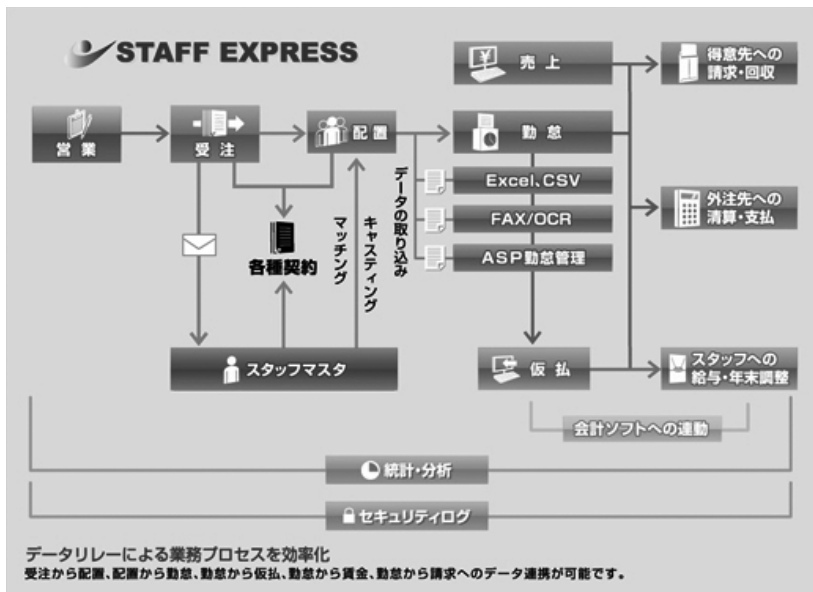 STAFF EXPRESS
売上
得意先への
請求・回収
営業
受注
配置
勤怠
Excel、CSV
FAX/OCR
ASP勤怠管理
データの取り込み
キャスティング
マッチング
外注先への
清算・支払
各種契約
スタッフマスタ
仮払
スタッフへの
給与・年末調整
会計ソフトへの連動
統計・分析
セキュリティログ
データリレーによる業務プロセスを効率化
受注から配置、配置から勤怠、勤怠から仮払、勤怠から賃金、勤怠から請求へのデータ連携が可能です。